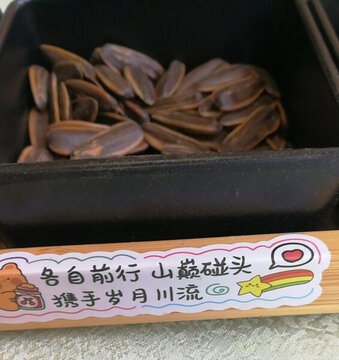 各自前行 山巅碰头
携手岁月川流